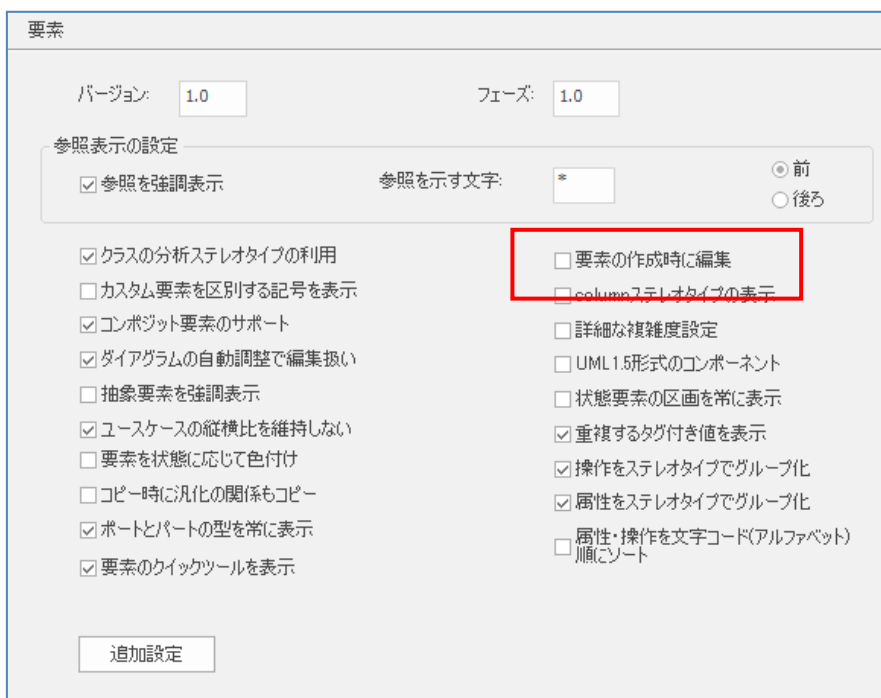 要素
バージョン: 1.0 フェーズ: 1.0
参照表示の設定
参照を強調表示 参照を示す文字: * 前
後ろ
クラスの分析ステレオタイプの利用
カスタム要素を区別する記号を表示
コンポジット要素のサポート
ダイアグラムの自動調整で編集扱い
抽象要素を強調表示
ユースケースの縦横比を維持しない
要素を状態に応じて色付け
コピー時に汎化の関係もコピー
ポートとパートの型を常に表示
要素のクイックツールを表示
要素の作成時に編集
columnステレオタイプの表示
詳細な複雑度設定
UML1.5形式のコンポーネント
状態要素の区画を常に表示
重複するタグ付き値を表示
操作をステレオタイプでグループ化
属性をステレオタイプでグループ化
属性・操作を文字コード(アルファベット)
順にソート
追加設定